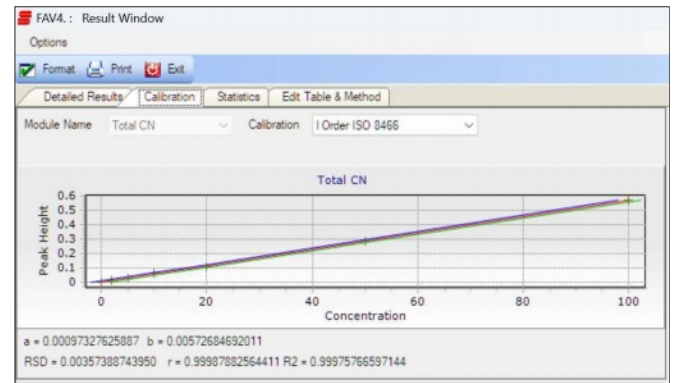 FAV4. : Result Window
Options
Format Print Exit
Detailed Results Calibration Statistics Edit Table & Method
Module Name Total CN Calibration I Order ISO 8466
Total CN
Peak Height
0.6
0.5
0.4
0.3
0.2
0.1
0
0 20 40 60 80 100
Concentration
a = 0.00097327625887 b = 0.00572684692011
RSD = 0.00357388743950 r = 0.99987882564411 R2 = 0.99975766597144